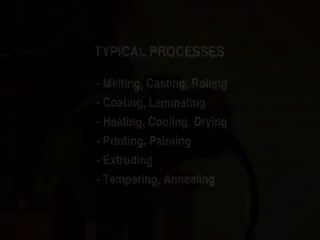 TYPICAL PROCESSES
- Melting, Casting, Rolling
- Coating, Laminating
- Heating, Cooling, Drying
- Printing, Painting
- Extruding
- Tempering, Annealing